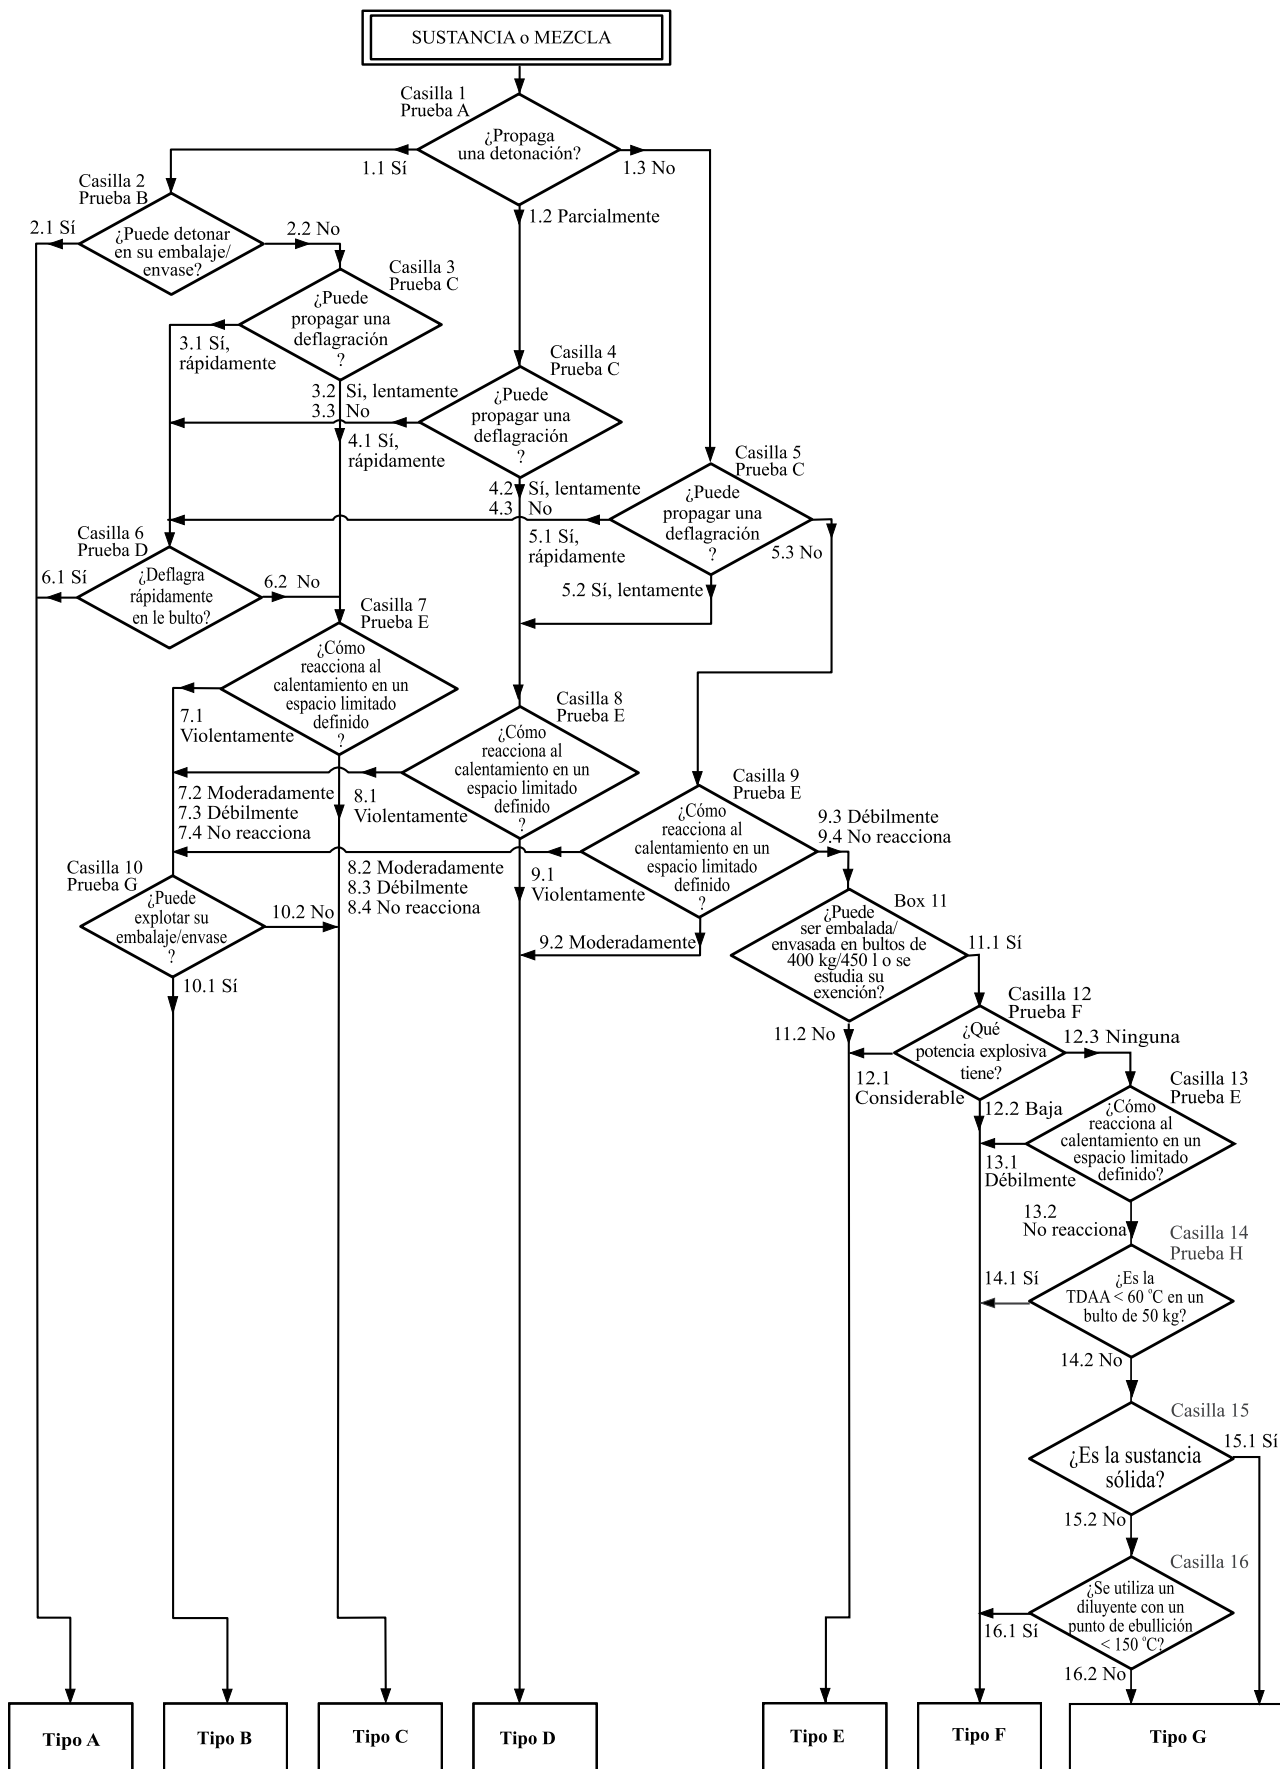 SUSTANCIA o MEZCLA
Casilla 1
Prueba A
¿Propaga
una detonación?
1.1 Sí
1.3 No
1.2 Parcialmente
Casilla 2
Prueba B
2.1 Sí
¿Puede detonar
en su embalaje/
envase?
2.2 No
Casilla 3
Prueba C
¿Puede
propagar una
deflagración
?
3.1 Sí,
rápidamente
3.2 Si, lentamente
3.3 No
Casilla 4
Prueba C
¿Puede
propagar una
deflagración
?
4.1 Sí,
rápidamente
4.2 Sí, lentamente
4.3 No
Casilla 5
Prueba C
¿Puede
propagar una
deflagración
?
5.1 Sí,
rápidamente
5.3 No
5.2 Sí, lentamente
Casilla 6
Prueba D
6.1 Sí
¿Deflagra
rápidamente
en le bulto?
6.2 No
Casilla 7
Prueba E
¿Cómo
reacciona al
calentamiento en un
espacio limitado
definido
?
7.1
Violentamente
7.2 Moderadamente
7.3 Débilmente
7.4 No reacciona
Casilla 8
Prueba E
¿Cómo
reacciona al
calentamiento en un
espacio limitado
definido
?
8.1
Violentamente
8.2 Moderadamente
8.3 Débilmente
8.4 No reacciona
Casilla 9
Prueba E
¿Cómo
reacciona al
calentamiento en un
espacio limitado
definido
?
9.3 Débilmente
9.4 No reacciona
9.1
Violentamente
9.2 Moderadamente
Casilla 10
Prueba G
¿Puede
explotar su
embalaje/envase
?
10.2 No
10.1 Sí
Box 11
¿Puede
ser embalada/
envasada en bultos de
400 kg/450 l o se
estudia su
exención?
11.1 Sí
11.2 No
Casilla 12
Prueba F
¿Qué
potencia explosiva
tiene?
12.3 Ninguna
12.1
Considerable
12.2 Baja
Casilla 13
Prueba E
¿Cómo
reacciona al
calentamiento en un
espacio limitado
definido?
13.1
Débilmente
13.2
No reacciona
Casilla 14
Prueba H
14.1 Sí
¿Es la
TDAA < 60 °C en un
bulto de 50 kg?
14.2 No
Casilla 15
15.1 Sí
¿Es la sustancia
sólida?
15.2 No
Casilla 16
¿Se utiliza un
diluyente con un
punto de ebullición
< 150 °C?
16.1 Sí
16.2 No
Tipo A
Tipo B
Tipo C
Tipo D
Tipo E
Tipo F
Tipo G